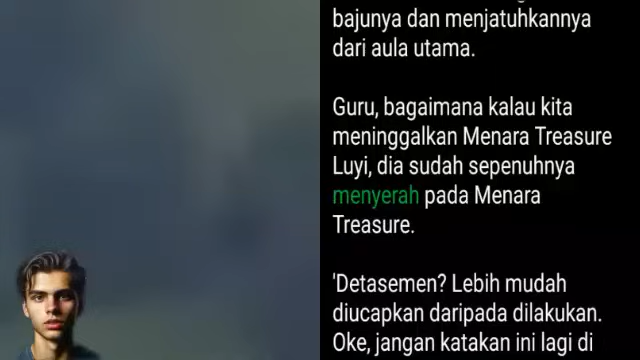 bajunya dan menjatuhkannya
dari aula utama.
Guru, bagaimana kalau kita
meninggalkan Menara Treasure
Luyi, dia sudah sepenuhnya
menyerah pada Menara
Treasure.
'Detasemen? Lebih mudah
diucapkan daripada dilakukan.
Oke, jangan katakan ini lagi di